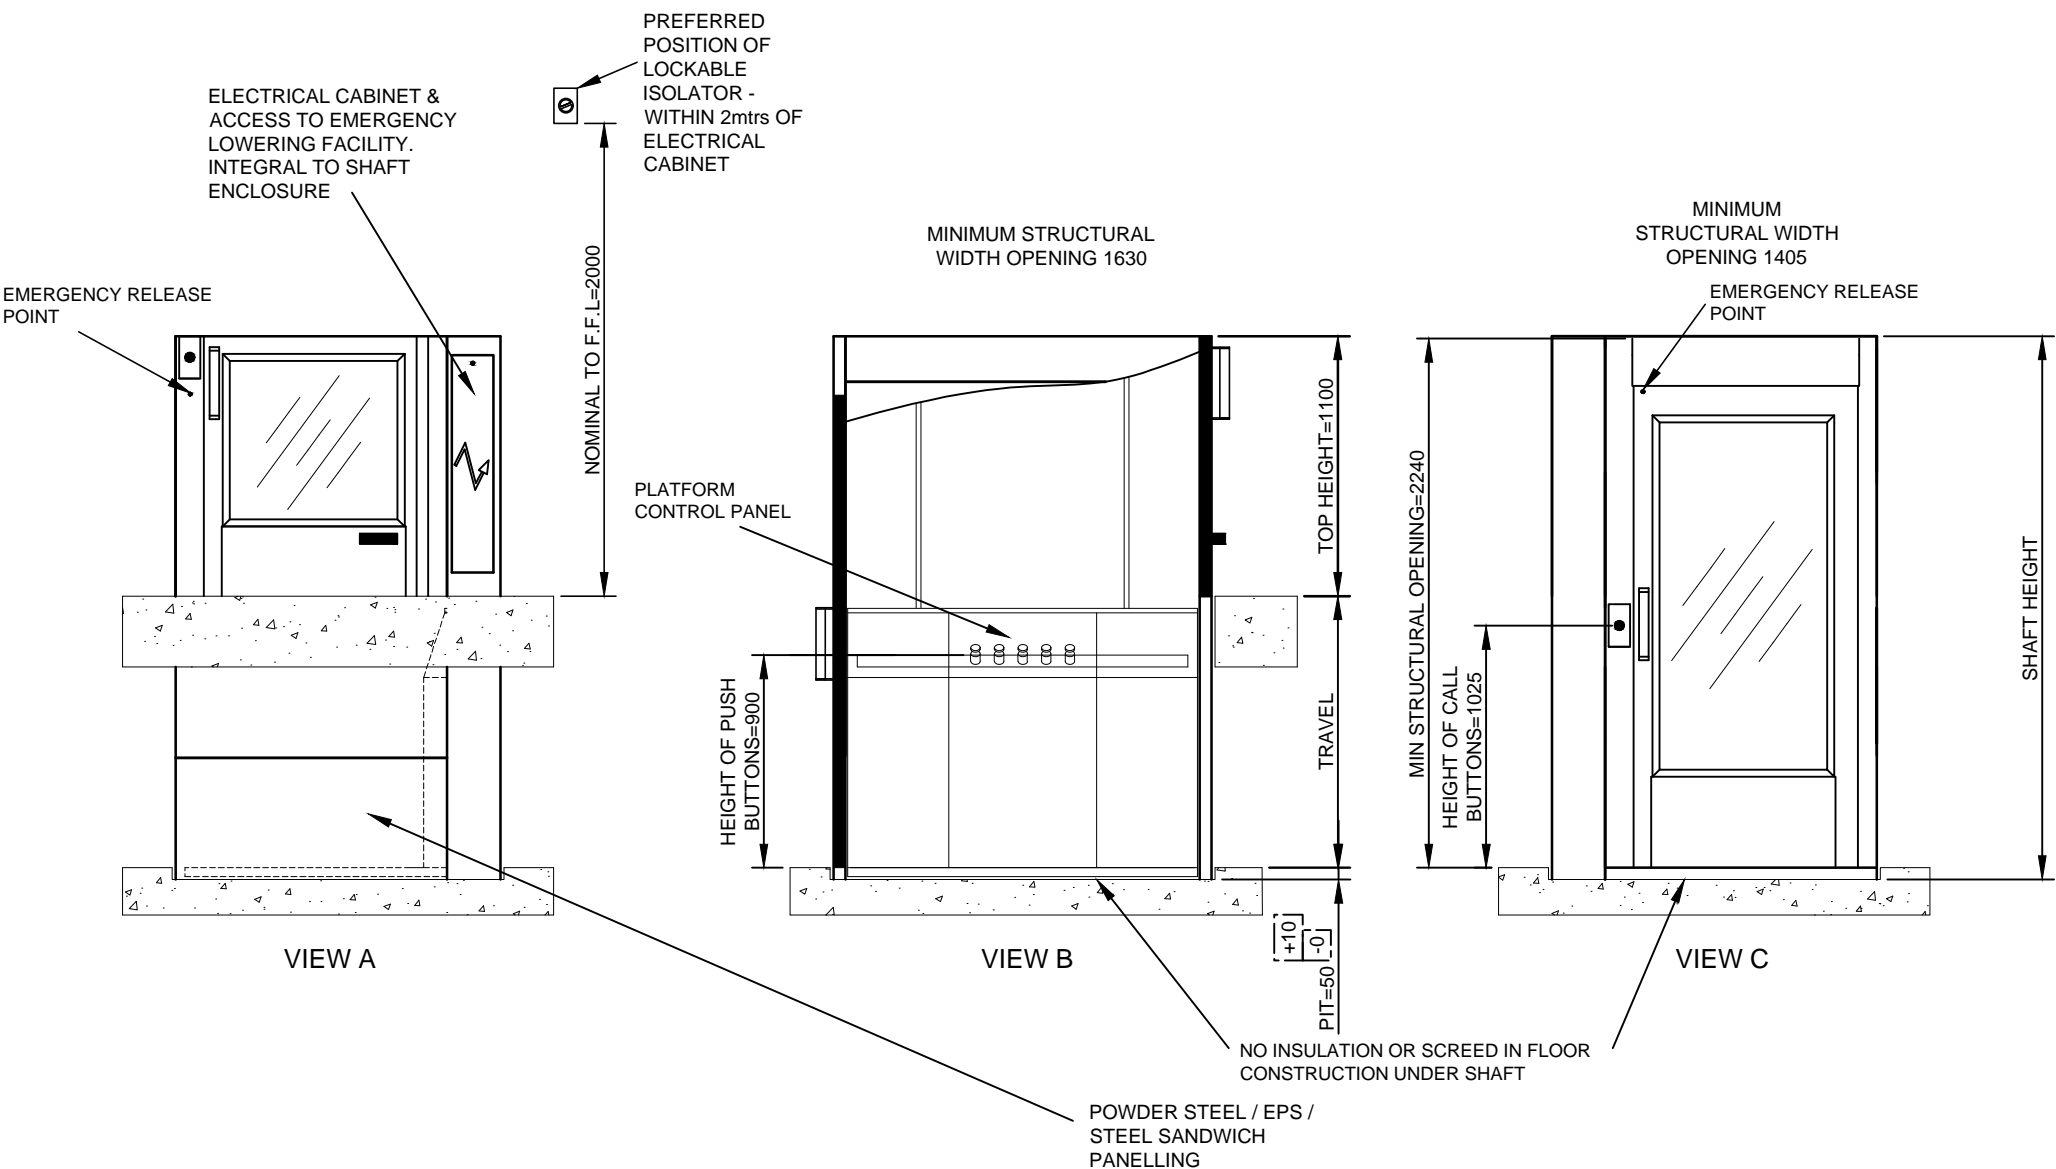 PREFERRED
POSITION OF
LOCKABLE
ISOLATOR -
WITHIN 2mtrs OF
ELECTRICAL
CABINET
ELECTRICAL CABINET &
ACCESS TO EMERGENCY
LOWERING FACILITY.
INTEGRAL TO SHAFT
ENCLOSURE
EMERGENCY RELEASE
POINT
NOMINAL TO F.F.L=2000
VIEW A
MINIMUM STRUCTURAL
WIDTH OPENING 1630
PLATFORM
CONTROL PANEL
HEIGHT OF PUSH
BUTTONS=900
TOP HEIGHT=1100
TRAVEL
+10
-0
PIT=50
VIEW B
MINIMUM
STRUCTURAL WIDTH
OPENING 1405
EMERGENCY RELEASE
POINT
MIN STRUCTURAL OPENING=2240
HEIGHT OF CALL
BUTTONS=1025
SHAFT HEIGHT
VIEW C
NO INSULATION OR SCREED IN FLOOR
CONSTRUCTION UNDER SHAFT
POWDER STEEL / EPS /
STEEL SANDWICH
PANELLING